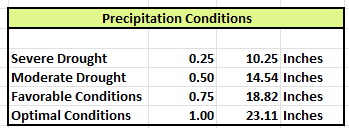 Precipitation Conditions
Severe Drought 0.25 10.25 Inches
Moderate Drought 0.50 14.54 Inches
Favorable Conditions 0.75 18.82 Inches
Optimal Conditions 1.00 23.11 Inches